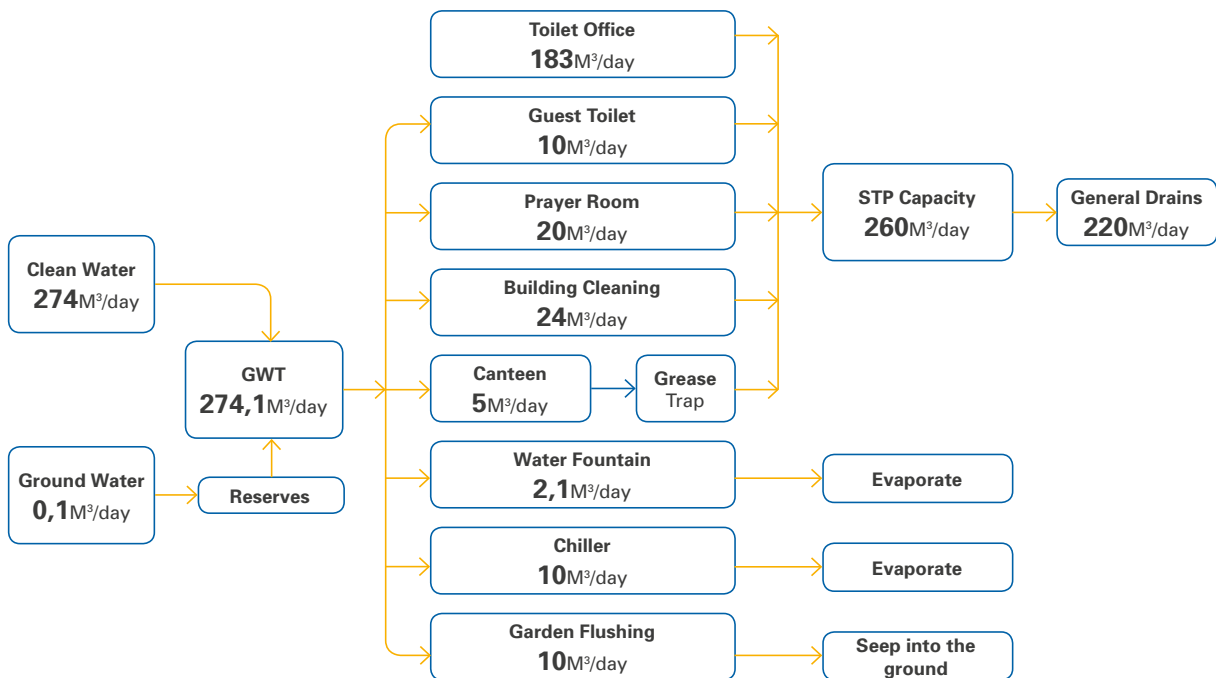 Toilet Office
183M³/day
Guest Toilet
10M³/day
Prayer Room
20M³/day
Building Cleaning
24M³/day
Canteen
5M³/day
Grease
Trap
Water Fountain
2,1M³/day
Chiller
10M³/day
Garden Flushing
10M³/day
Clean Water
274M³/day
GWT
274,1M³/day
Ground Water
0,1M³/day
Reserves
STP Capacity
260M³/day
General Drains
220M³/day
Evaporate
Evaporate
Seep into the
ground